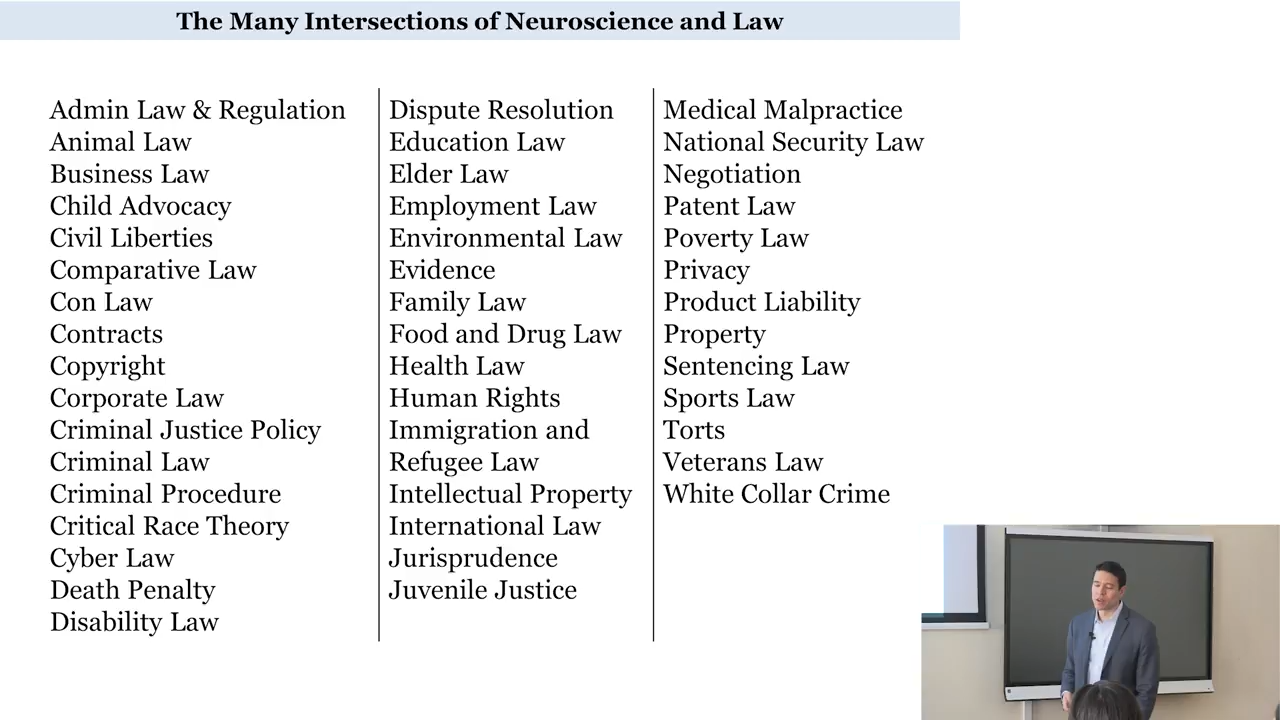 The Many Intersections of Neuroscience and Law
Admin Law & Regulation
Animal Law
Business Law
Child Advocacy
Civil Liberties
Comparative Law
Con Law
Contracts
Copyright
Corporate Law
Criminal Justice Policy
Criminal Law
Criminal Procedure
Critical Race Theory
Cyber Law
Death Penalty
Disability Law
Dispute Resolution
Education Law
Elder Law
Employment Law
Environmental Law
Evidence
Family Law
Food and Drug Law
Health Law
Human Rights
Immigration and
Refugee Law
Intellectual Property
International Law
Jurisprudence
Juvenile Justice
Medical Malpractice
National Security Law
Negotiation
Patent Law
Poverty Law
Privacy
Product Liability
Property
Sentencing Law
Sports Law
Torts
Veterans Law
White Collar Crime